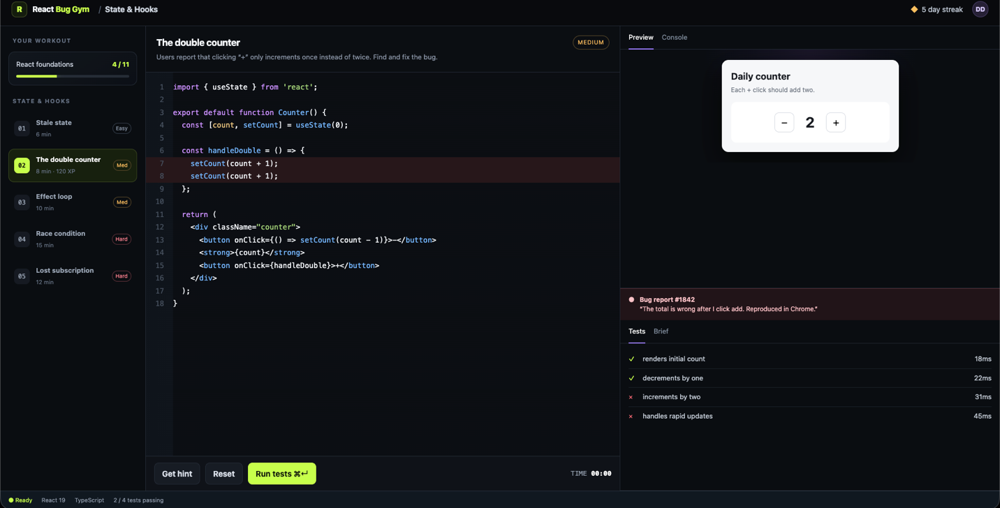 R React Bug Gym / State & Hooks
5 day streak DD
YOUR WORKOUT
React foundations 4 / 11
STATE & HOOKS
01 Stale state Easy
6 min
02 The double counter Med
8 min · 120 XP
03 Effect loop Med
10 min
04 Race condition Hard
15 min
05 Lost subscription Hard
12 min
The double counter MEDIUM
Users report that clicking “+” only increments once instead of twice. Find and fix the bug.
1 import { useState } from 'react';
2
3 export default function Counter() {
4 const [count, setCount] = useState(0);
5
6 const handleDouble = () => {
7 setCount(count + 1);
8 setCount(count + 1);
9 };
10
11 return (
12 <div className="counter">
13 <button onClick={() => setCount(count - 1)}>−</button>
14 <strong>{count}</strong>
15 <button onClick={handleDouble}>+</button>
16 </div>
17 );
18 }
Get hint Reset Run tests ⌘↵ TIME 00:00
Preview Console
Daily counter
Each + click should add two.
− 2 +
Bug report #1842
“The total is wrong after I click add. Reproduced in Chrome.”
Tests Brief
✓ renders initial count 18ms
✓ decrements by one 22ms
× increments by two 31ms
× handles rapid updates 45ms
Ready React 19 TypeScript 2 / 4 tests passing